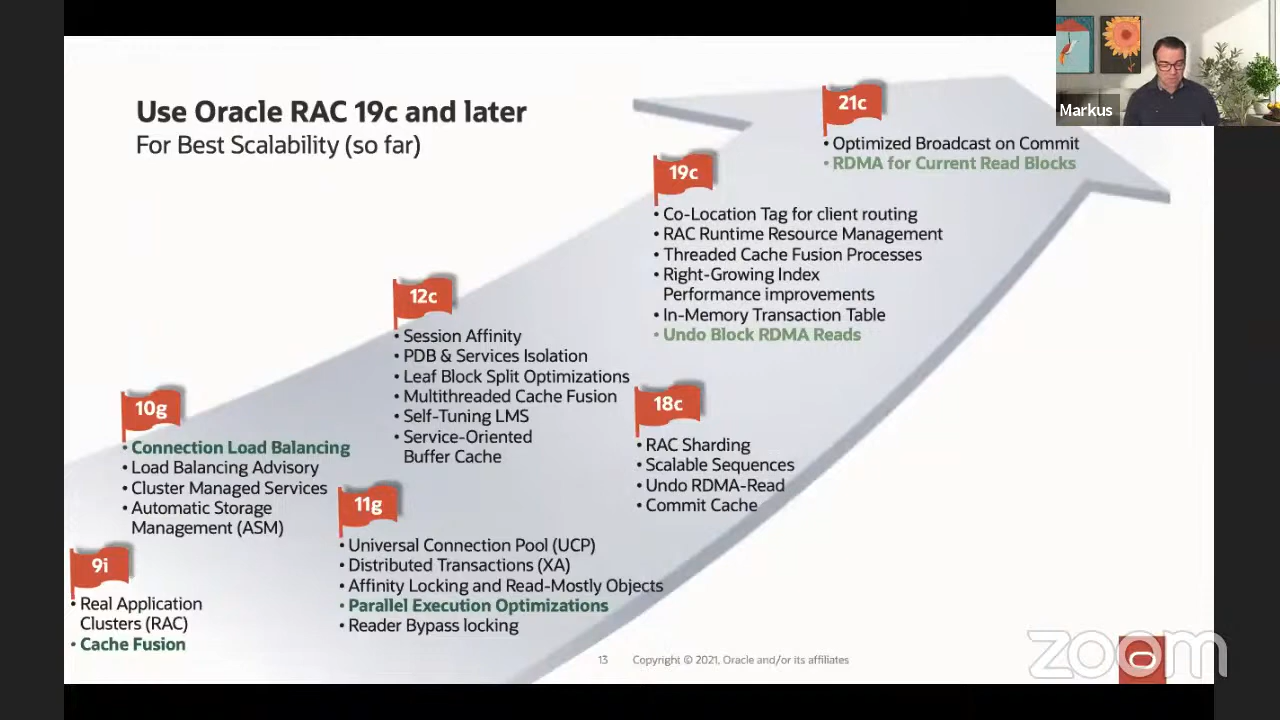 Use Oracle RAC 19c and later
For Best Scalability (so far)
Markus
21c
• Optimized Broadcast on Commit
• RDMA for Current Read Blocks
19c
• Co-Location Tag for client routing
• RAC Runtime Resource Management
• Threaded Cache Fusion Processes
• Right-Growing Index
Performance improvements
• In-Memory Transaction Table
• Undo Block RDMA Reads
12c
• Session Affinity
• PDB & Services Isolation
• Leaf Block Split Optimizations
• Multithreaded Cache Fusion
• Self-Tuning LMS
• Service-Oriented
Buffer Cache
18c
• RAC Sharding
• Scalable Sequences
• Undo RDMA-Read
• Commit Cache
10g
• Connection Load Balancing
• Load Balancing Advisory
• Cluster Managed Services
• Automatic Storage
Management (ASM)
11g
• Universal Connection Pool (UCP)
• Distributed Transactions (XA)
• Affinity Locking and Read-Mostly Objects
• Parallel Execution Optimizations
• Reader Bypass locking
9i
• Real Application
Clusters (RAC)
• Cache Fusion
13 Copyright © 2021, Oracle and/or its affiliates
zoom